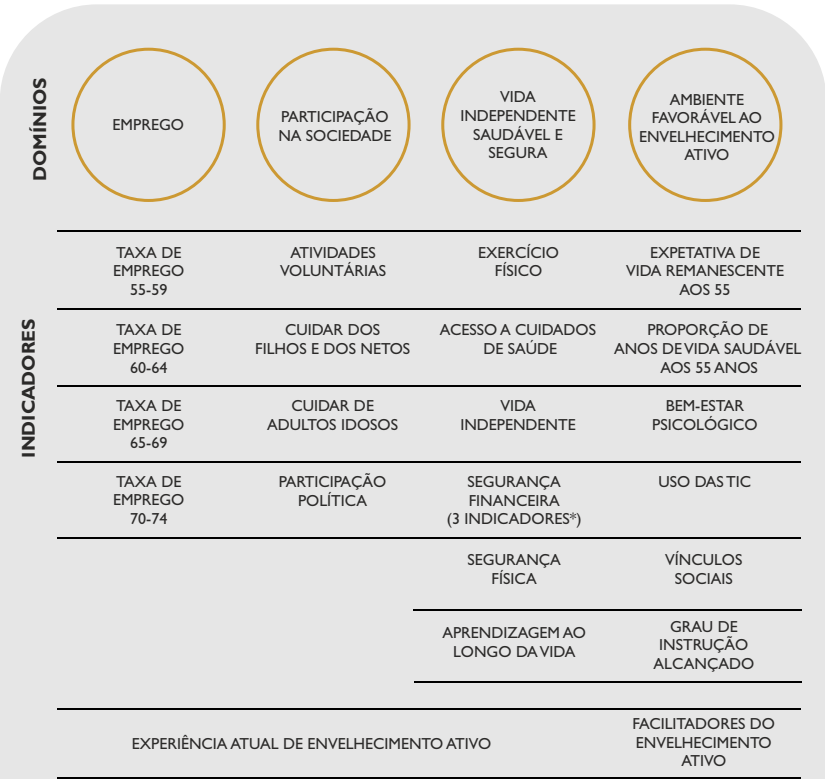 DOMÍNIOS
EMPREGO
PARTICIPAÇÃO
NA SOCIEDADE
VIDA
INDEPENDENTE
SAUDÁVEL E
SEGURA
AMBIENTE
FAVORÁVEL AO
ENVELHECIMENTO
ATIVO
INDICADORES
TAXA DE
EMPREGO
55-59
ATIVIDADES
VOLUNTÁRIAS
EXERCÍCIO
FÍSICO
EXPETATIVA DE
VIDA REMANESCENTE
AOS 55
TAXA DE
EMPREGO
60-64
CUIDAR DOS
FILHOS E DOS NETOS
ACESSO A CUIDADOS
DE SAÚDE
PROPORÇÃO DE
ANOS DE VIDA SAUDÁVEL
AOS 55 ANOS
TAXA DE
EMPREGO
65-69
CUIDAR DE
ADULTOS IDOSOS
VIDA
INDEPENDENTE
BEM-ESTAR
PSICOLÓGICO
TAXA DE
EMPREGO
70-74
PARTICIPAÇÃO
POLÍTICA
SEGURANÇA
FINANCEIRA
(3 INDICADORES*)
USO DAS TIC
SEGURANÇA
FÍSICA
VÍNCULOS
SOCIAIS
APRENDIZAGEM AO
LONGO DA VIDA
GRAU DE
INSTRUÇÃO
ALCANÇADO
EXPERIÊNCIA ATUAL DE ENVELHECIMENTO ATIVO
FACILITADORES DO
ENVELHECIMENTO
ATIVO